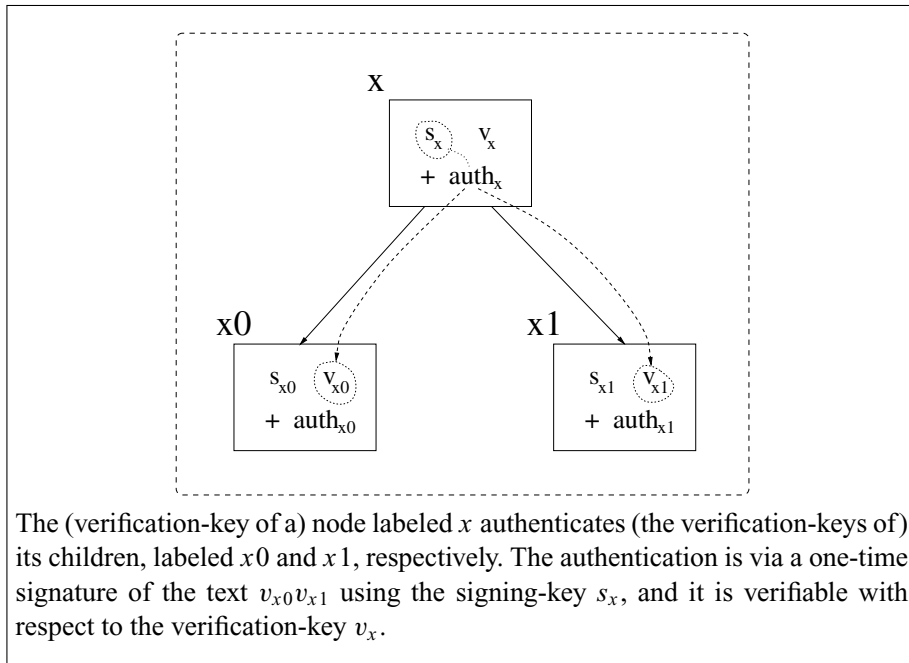 x
s_x v_x
+ auth_x
x0
x1
s_x0 v_x0
+ auth_x0
s_x1 v_x1
+ auth_x1
The (verification-key of a) node labeled x authenticates (the verification-keys of)
its children, labeled x0 and x1, respectively. The authentication is via a one-time
signature of the text v_x0v_x1 using the signing-key s_x, and it is verifiable with
respect to the verification-key v_x.